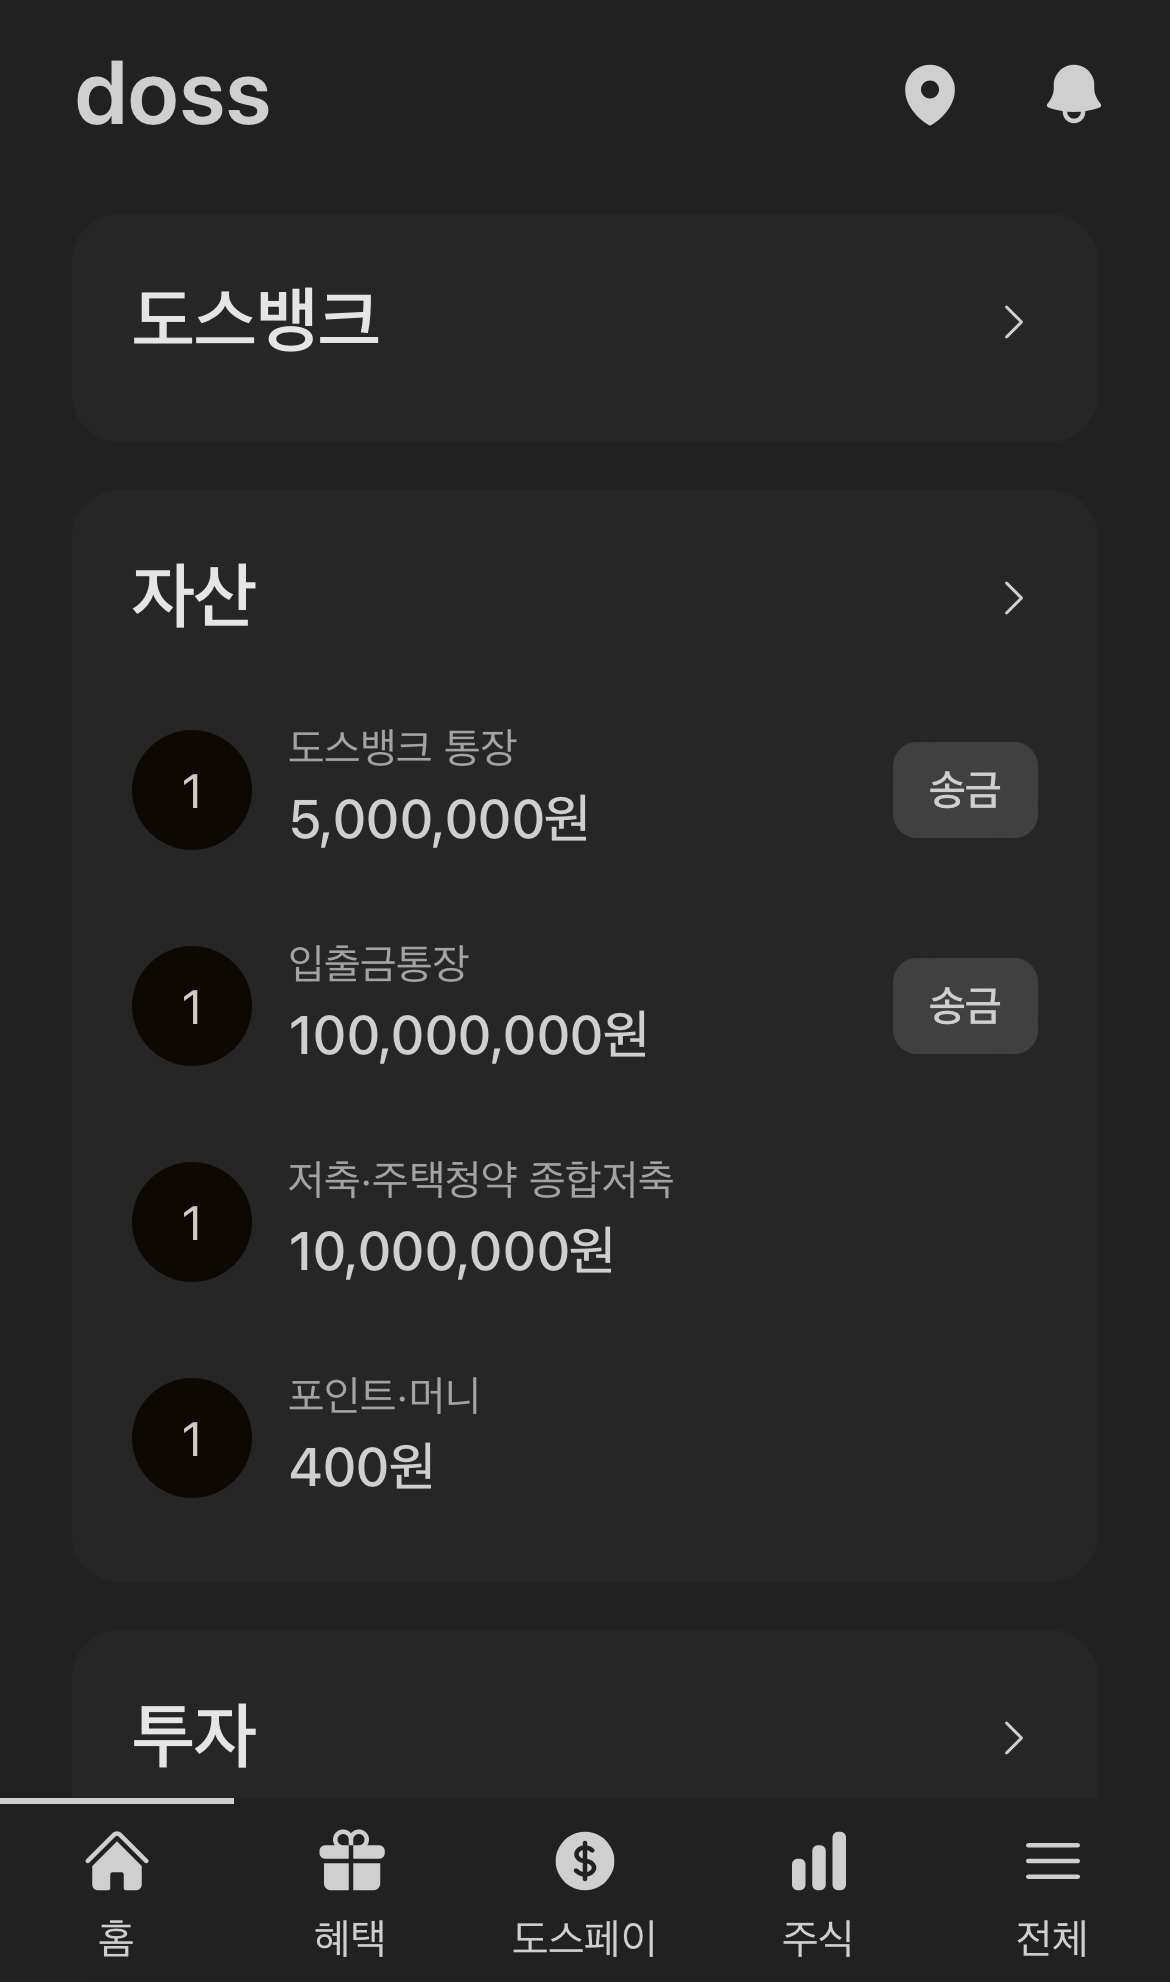 doss
도스뱅크
자산
1
도스뱅크 통장
5,000,000원
송금
1
입출금통장
100,000,000원
송금
1
저축·주택청약 종합저축
10,000,000원
1
포인트·머니
400원
투자
홈
혜택
도스페이
주식
전체